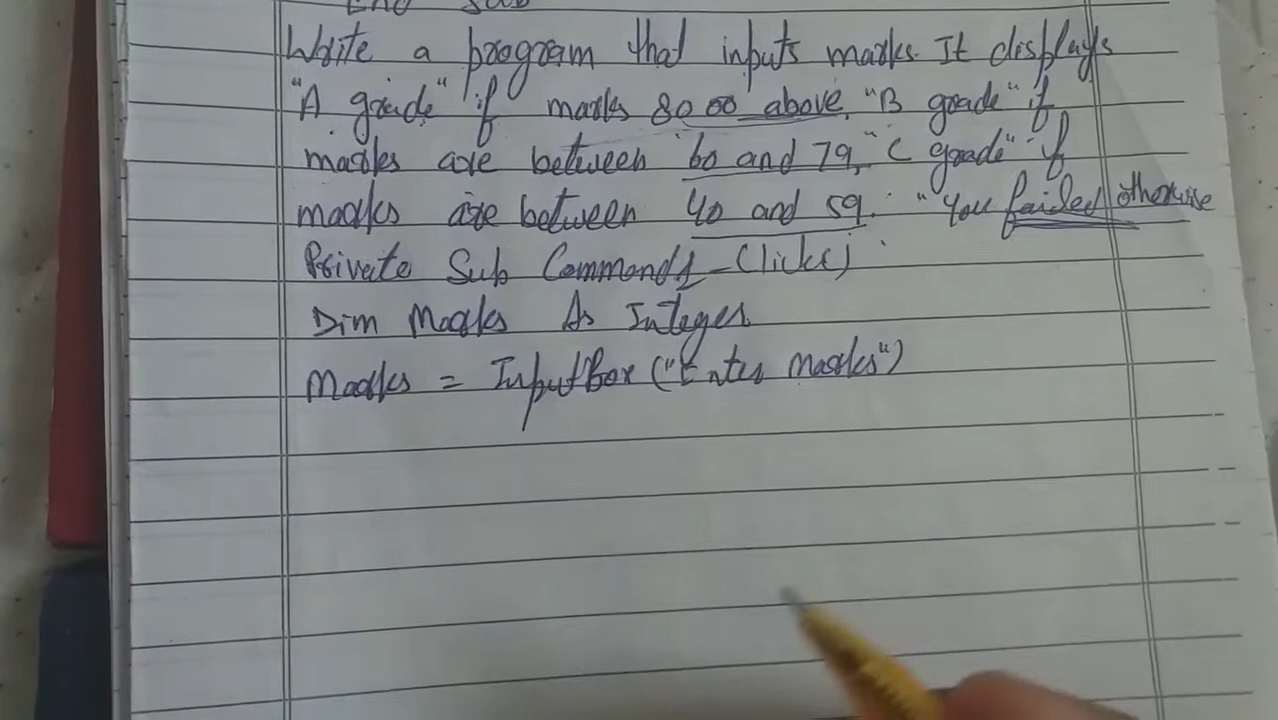 End Sub
Write a program that inputs marks. It displays
"A grade" if marks 80 or above, "B grade" if
marks are between 60 and 79, "C grade" if
marks are between 40 and 59. "You failed otherwise
Private Sub Command1_Click()
Dim Marks As Integer
Marks = InputBox ("Enter Marks")